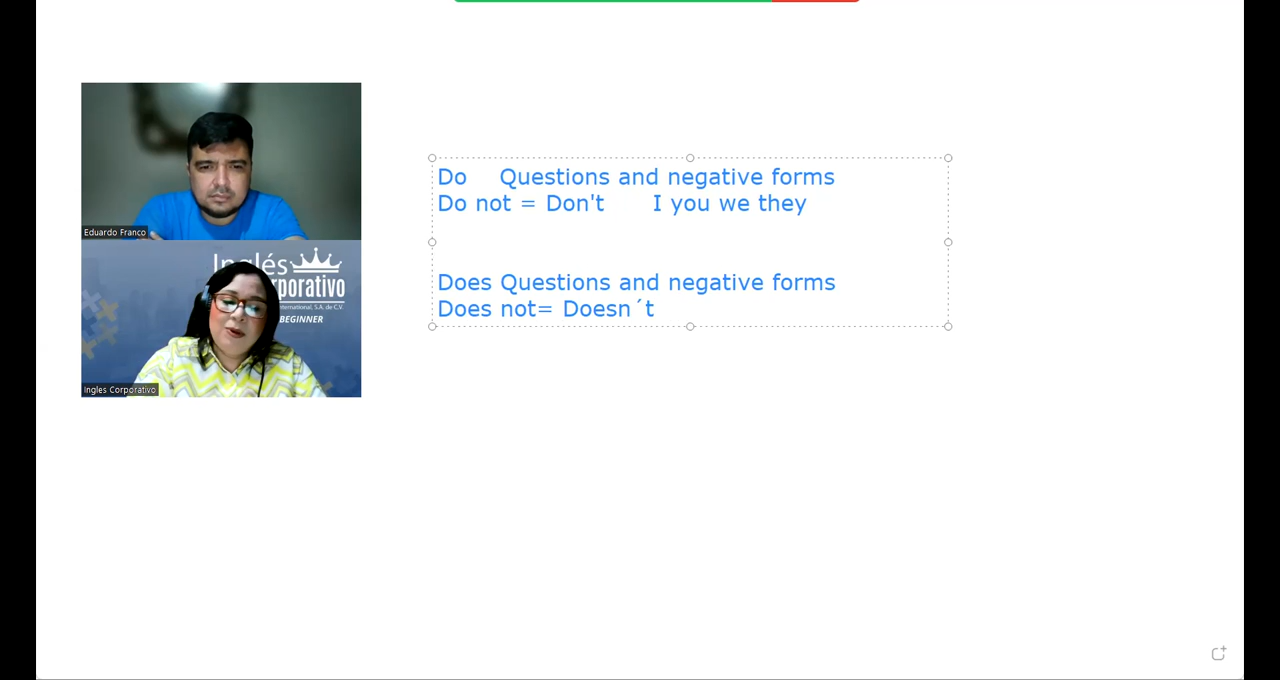 Do Questions and negative forms
Do not = Don't I you we they
Does Questions and negative forms
Does not= Doesn´t
Eduardo Franco
Inglés
rporativo
International, S.A. de C.V.
BEGINNER
Ingles Corporativo